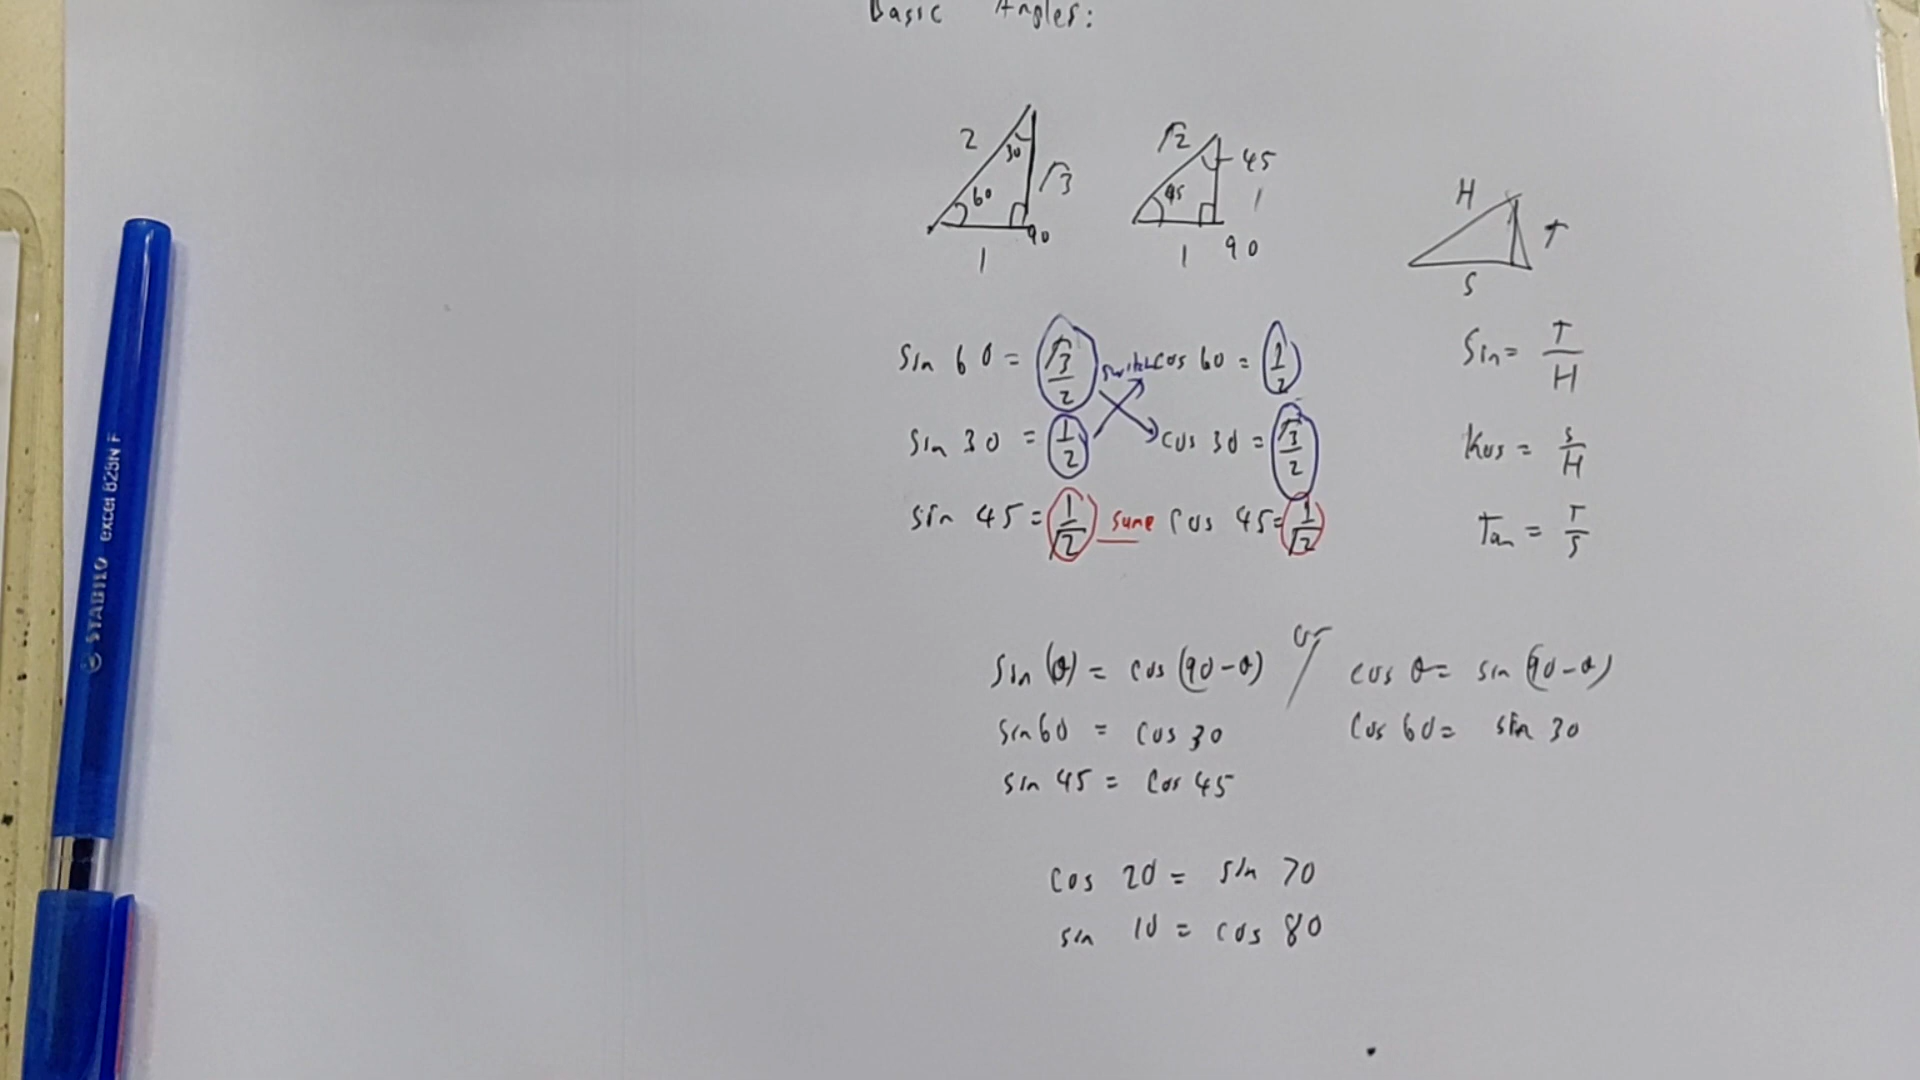 Basic Angles:
2
30
60
√3
90
1
√2
45
45
1
1
90
H
T
S
sin 60 = √3/2 switch cos 60 = 1/2
sin 30 = 1/2 cos 30 = √3/2
sin 45 = 1/√2 same cos 45 = 1/√2
Sin = T/H
Kos = S/H
Tan = T/S
sin (θ) = cos (90-θ) or cos θ = sin (90-θ)
sin 60 = cos 30 cos 60 = sin 30
sin 45 = cos 45
cos 20 = sin 70
sin 10 = cos 80
STABILO excel 828N F